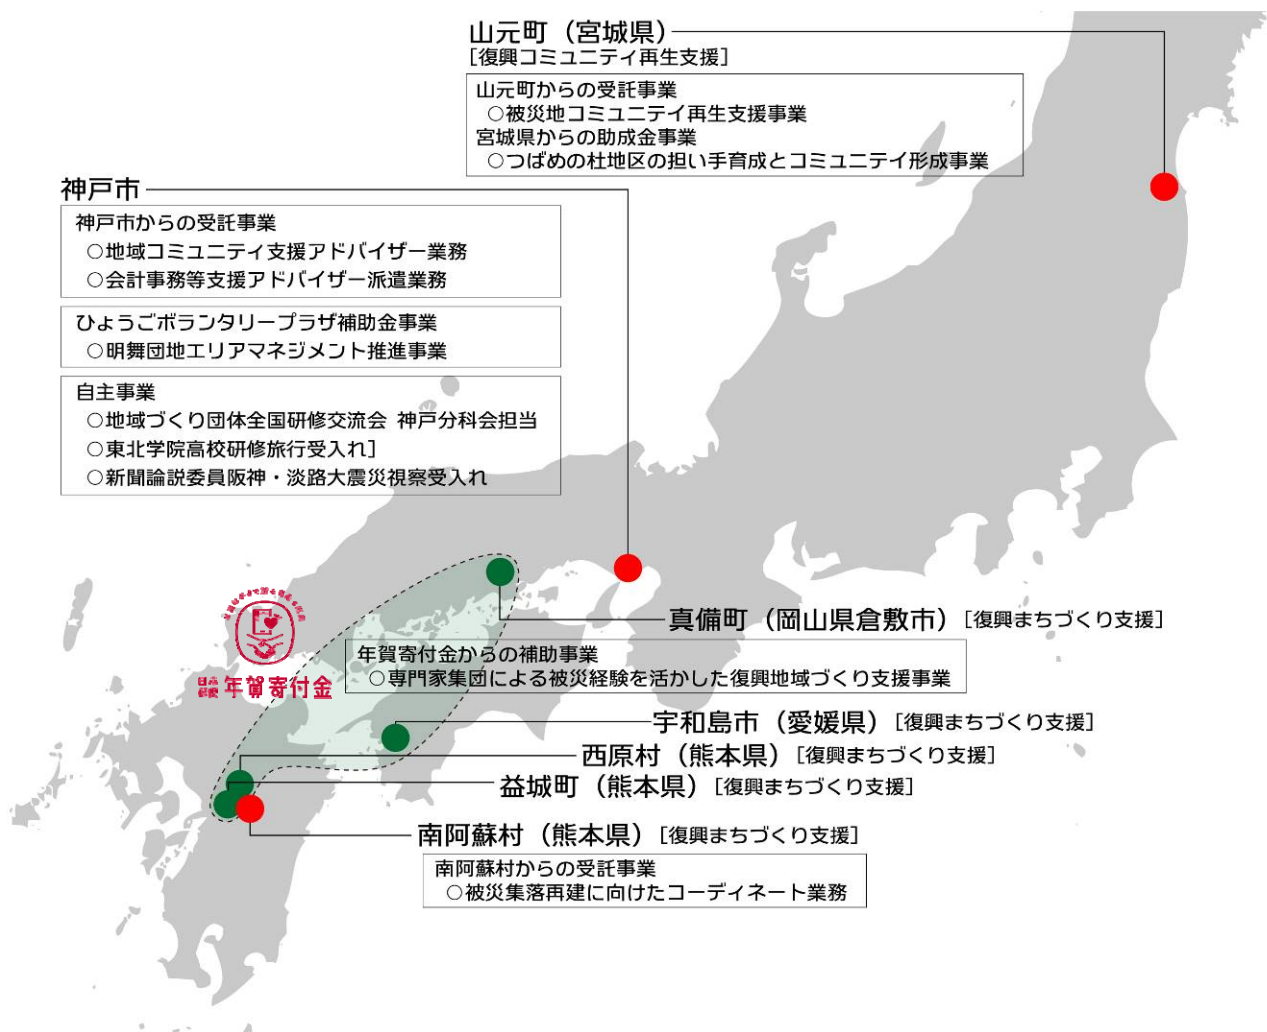 山元町（宮城県）
[復興コミュニティ再生支援]
山元町からの受託事業
○被災地コミュニテイ再生支援事業
宮城県からの助成金事業
○つばめの杜地区の担い手育成とコミュニテイ形成事業
神戸市
神戸市からの受託事業
○地域コミュニティ支援アドバイザー業務
○会計事務等支援アドバイザー派遣業務
ひょうごボランタリープラザ補助金事業
○明舞団地エリアマネジメント推進事業
自主事業
○地域づくり団体全国研修交流会 神戸分科会担当
○東北学院高校研修旅行受入れ]
○新聞論説委員阪神・淡路大震災視察受入れ
年賀寄付金
真備町（岡山県倉敷市）[復興まちづくり支援]
年賀寄付金からの補助事業
○専門家集団による被災経験を活かした復興地域づくり支援事業
宇和島市（愛媛県）[復興まちづくり支援]
西原村（熊本県）[復興まちづくり支援]
益城町（熊本県）[復興まちづくり支援]
南阿蘇村（熊本県）[復興まちづくり支援]
南阿蘇村からの受託事業
○被災集落再建に向けたコーディネート業務